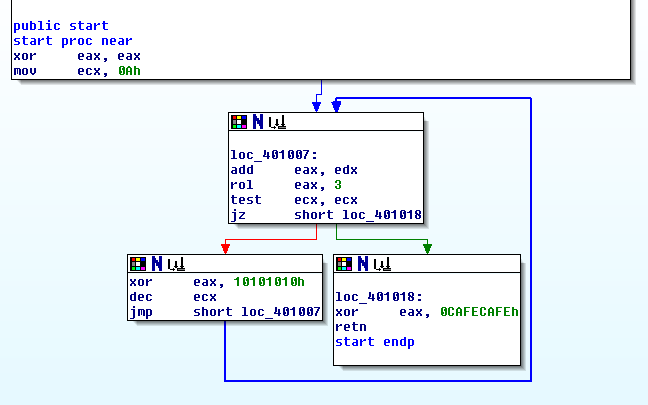 public start
start proc near
xor eax, eax
mov ecx, 0Ah
loc_401007:
add eax, edx
rol eax, 3
test ecx, ecx
jz short loc_401018
xor eax, 10101010h
dec ecx
jmp short loc_401007
loc_401018:
xor eax, 0CAFECAFEh
retn
start endp